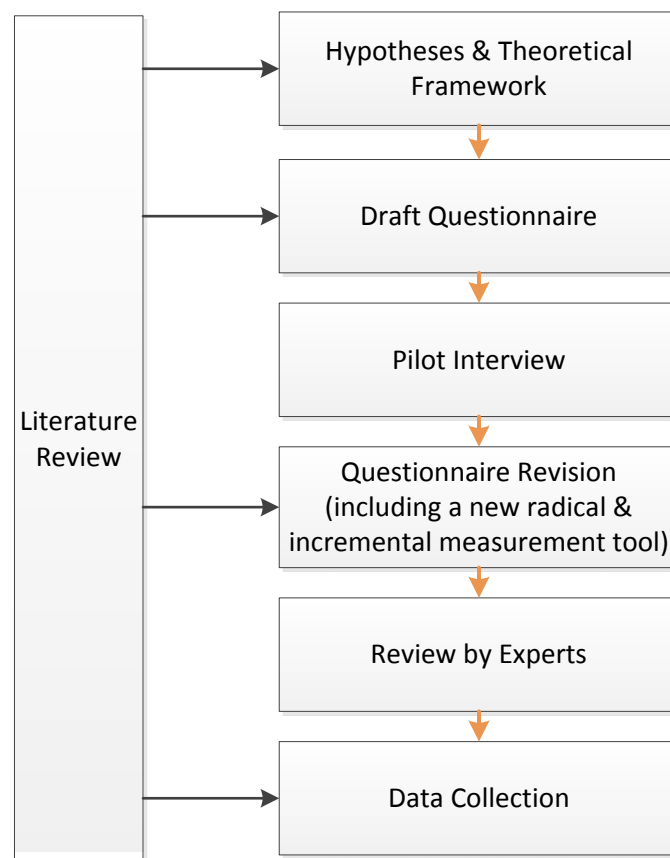 Literature
Review
Hypotheses & Theoretical
Framework
Draft Questionnaire
Pilot Interview
Questionnaire Revision
(including a new radical &
incremental measurement tool)
Review by Experts
Data Collection